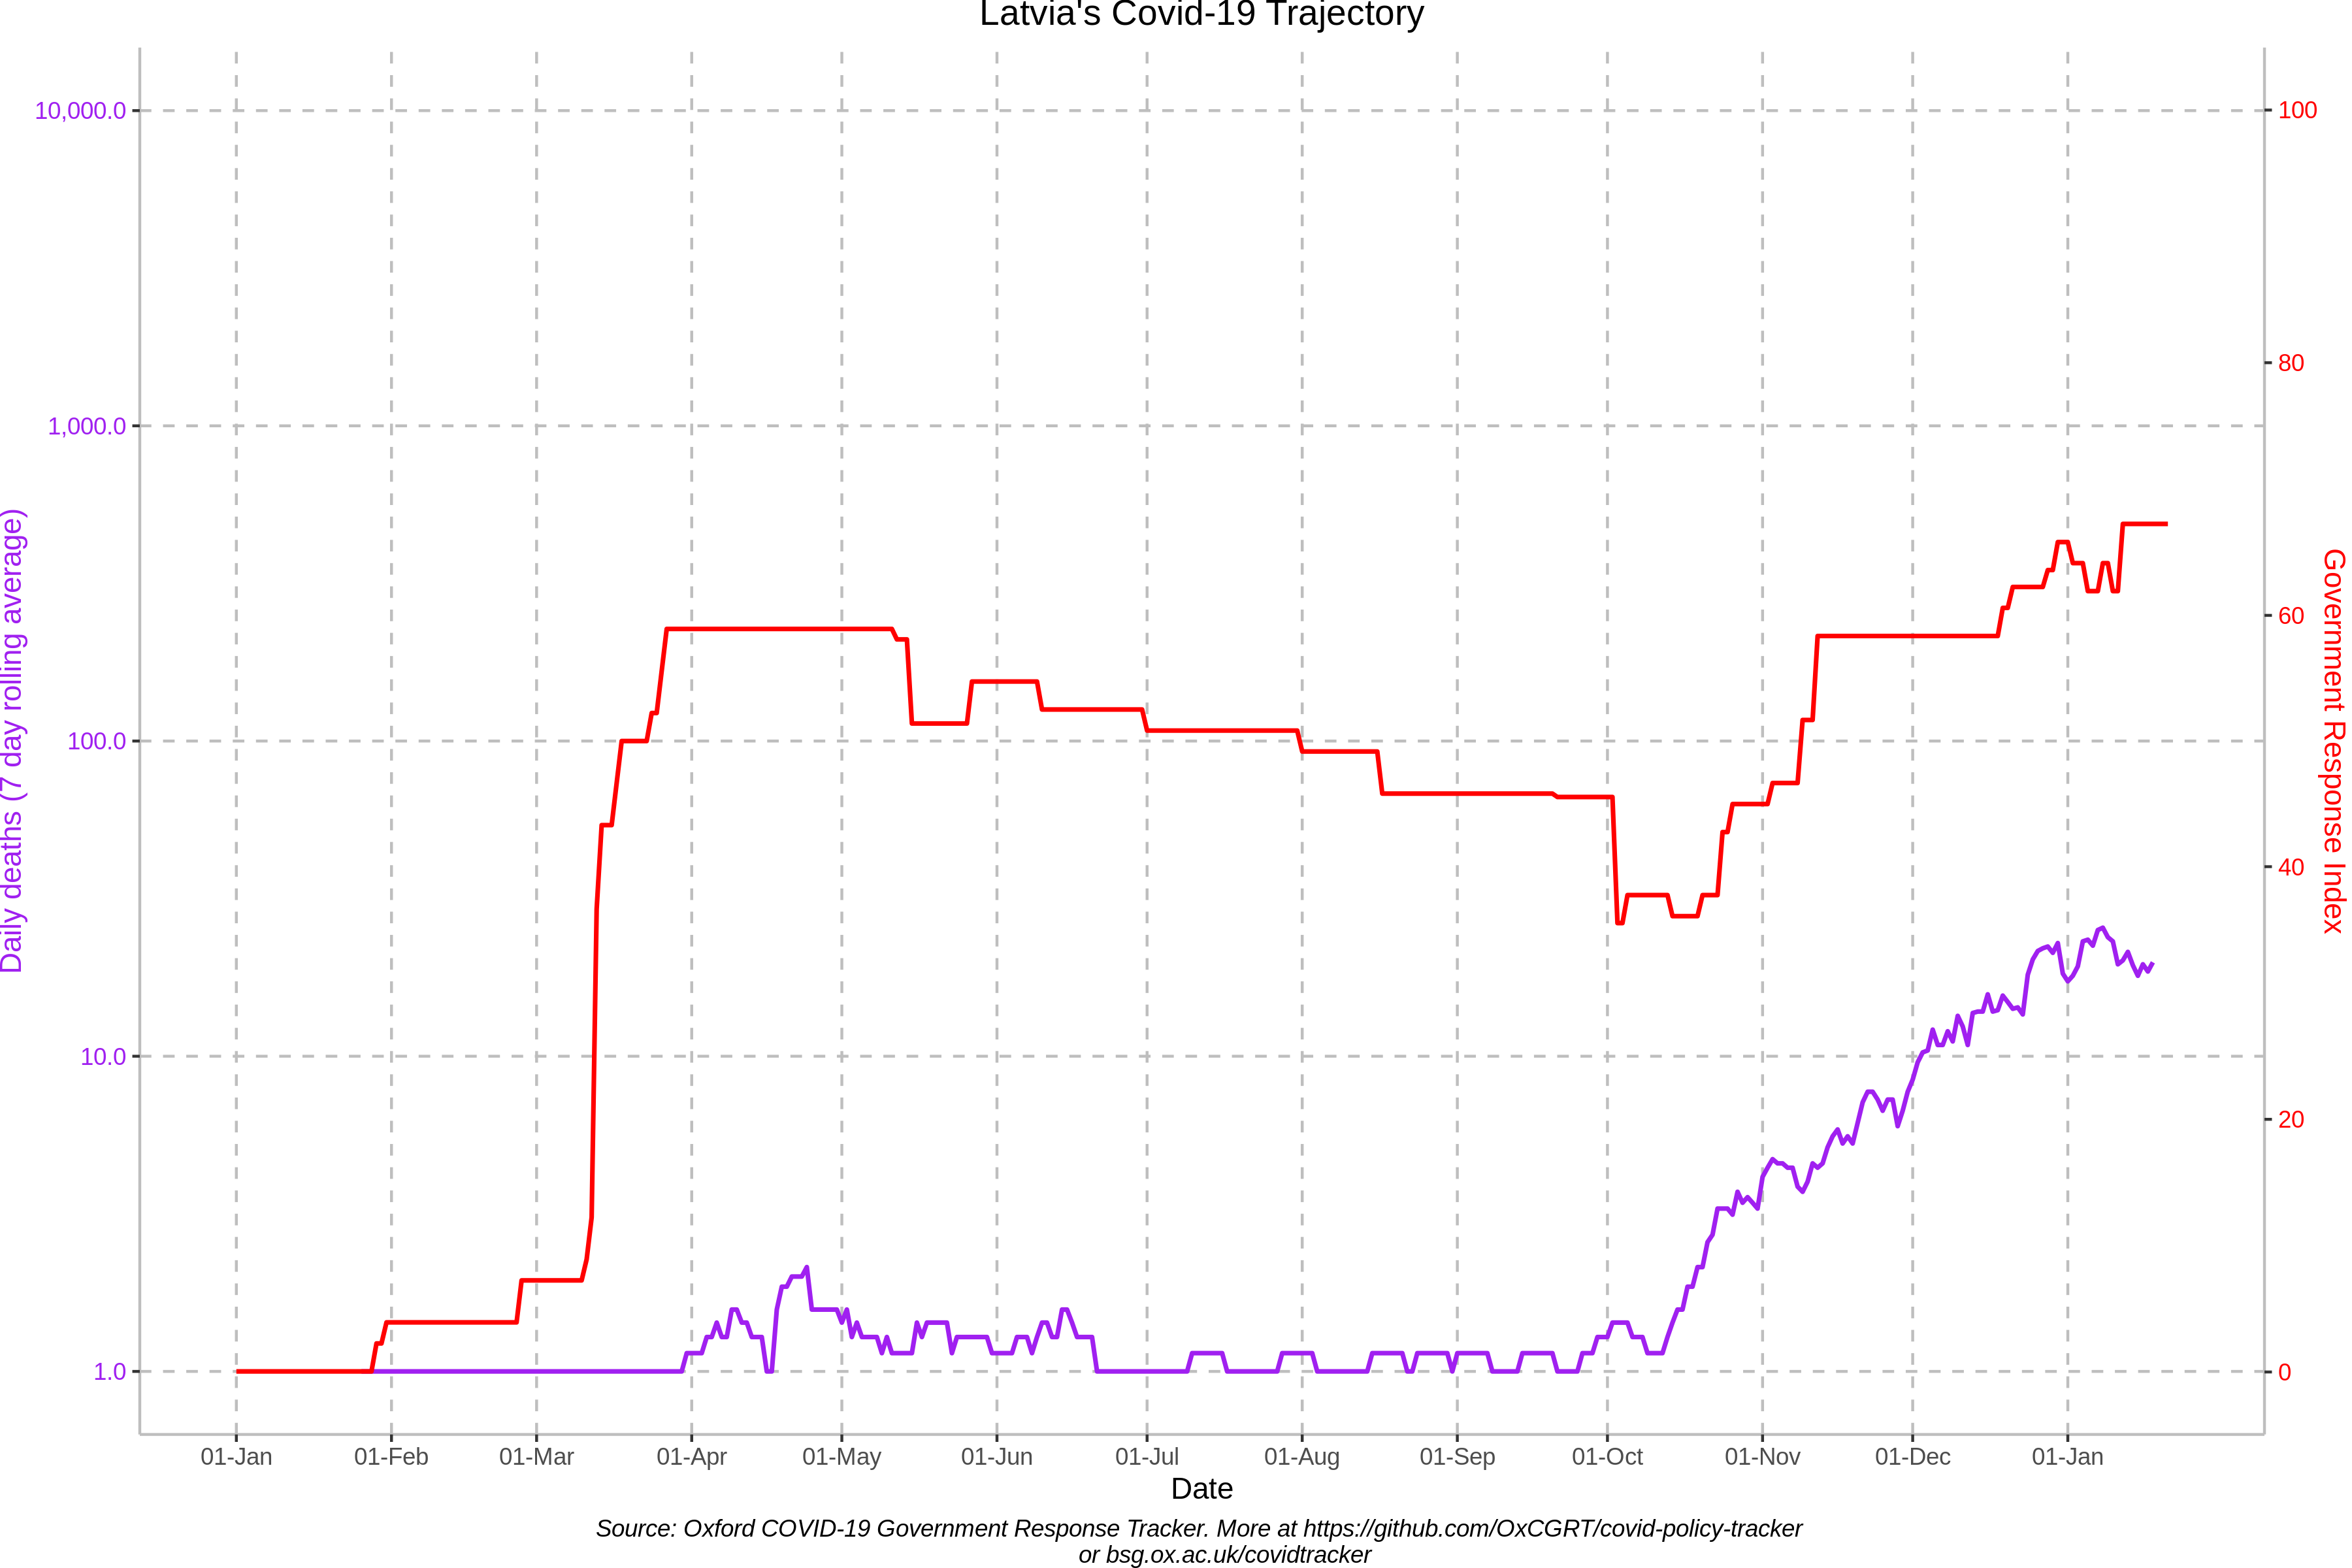 Latvia's Covid-19 Trajectory
10,000.0
1,000.0
100.0
10.0
1.0
Daily deaths (7 day rolling average)
100
80
60
40
20
0
Government Response Index
01-Jan 01-Feb 01-Mar 01-Apr 01-May 01-Jun 01-Jul 01-Aug 01-Sep 01-Oct 01-Nov 01-Dec 01-Jan
Date
Source: Oxford COVID-19 Government Response Tracker. More at https://github.com/OxCGRT/covid-policy-tracker
or bsg.ox.ac.uk/covidtracker